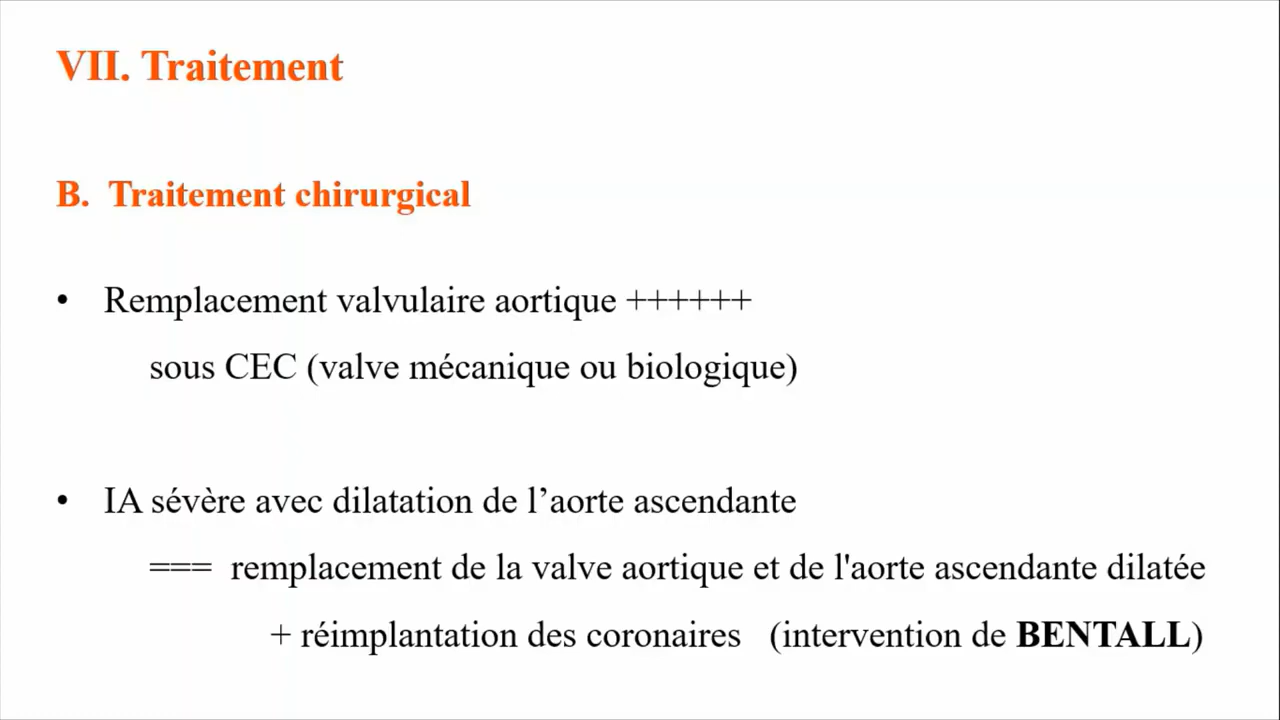 VII. Traitement
B. Traitement chirurgical
• Remplacement valvulaire aortique ++++++
sous CEC (valve mécanique ou biologique)
• IA sévère avec dilatation de l’aorte ascendante
=== remplacement de la valve aortique et de l'aorte ascendante dilatée
+ réimplantation des coronaires (intervention de BENTALL)